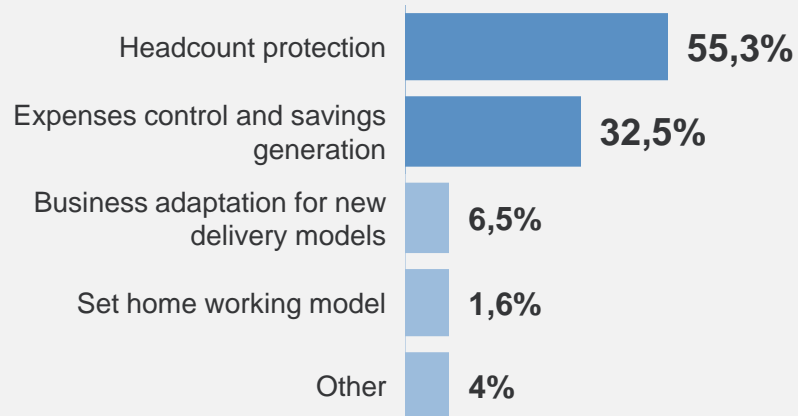 Headcount protection 55,3%
Expenses control and savings
generation 32,5%
Business adaptation for new
delivery models 6,5%
Set home working model 1,6%
Other 4%